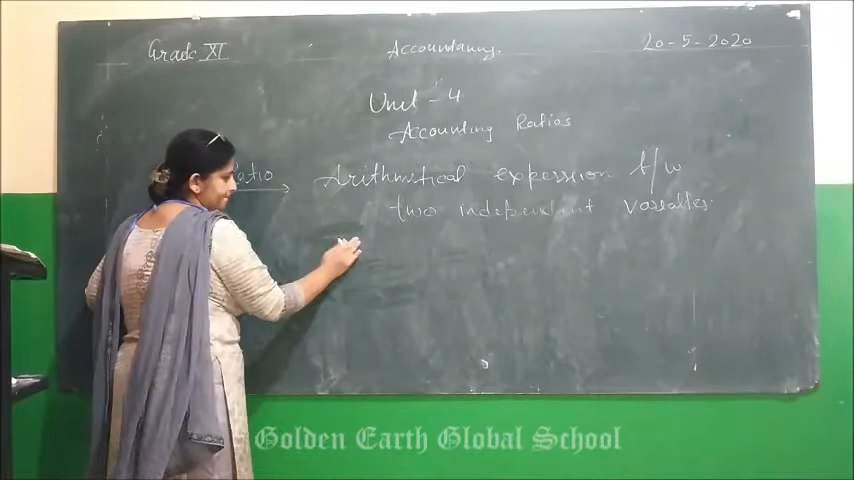 Grade XI Accountancy. 20-5-2020
Unit - 4
Accounting Ratios
Ratio Arithmetical experssion b/w
two independent variables.
Golden Earth Global School